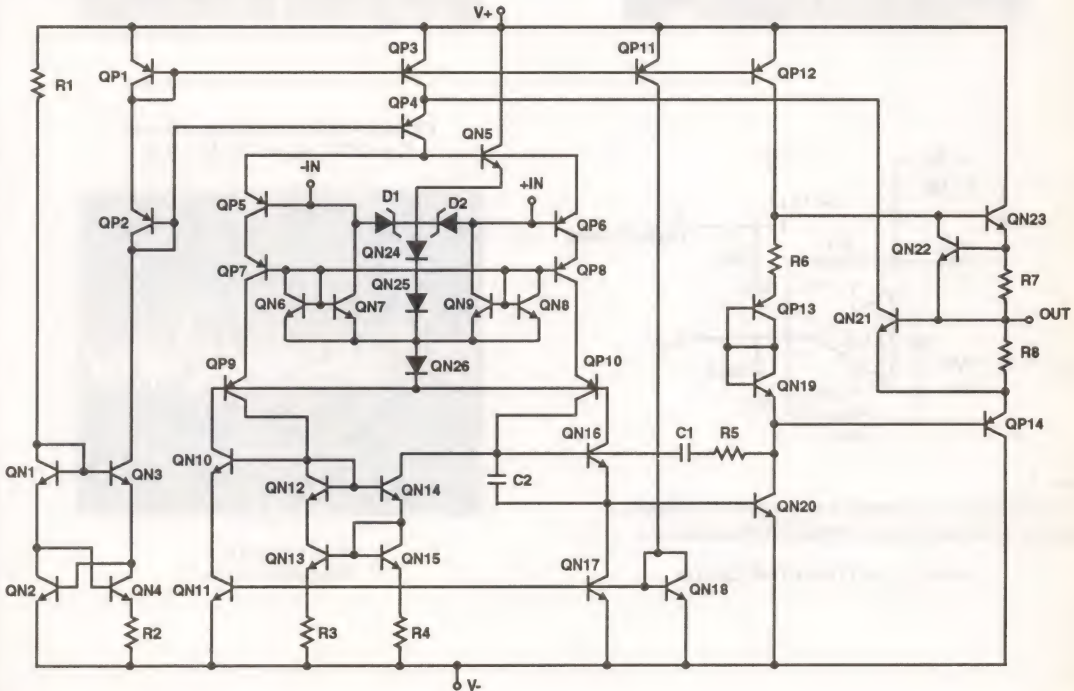 V+
QP1
QP3
QP11
QP12
R1
QP4
QN5
-IN
+IN
D1
D2
QP5
QP6
QN23
QP2
QN22
QN24
R6
R7
QP7
QP8
QN25
QP13
QN6
QN7
QN9
QN8
QN21
OUT
QN26
R8
QP9
QP10
QN19
QP14
QN16
C1
R5
QN1
QN3
QN10
QN12
QN14
C2
QN20
QN13
QN15
QN2
QN4
QN11
QN17
QN18
R2
R3
R4
V-